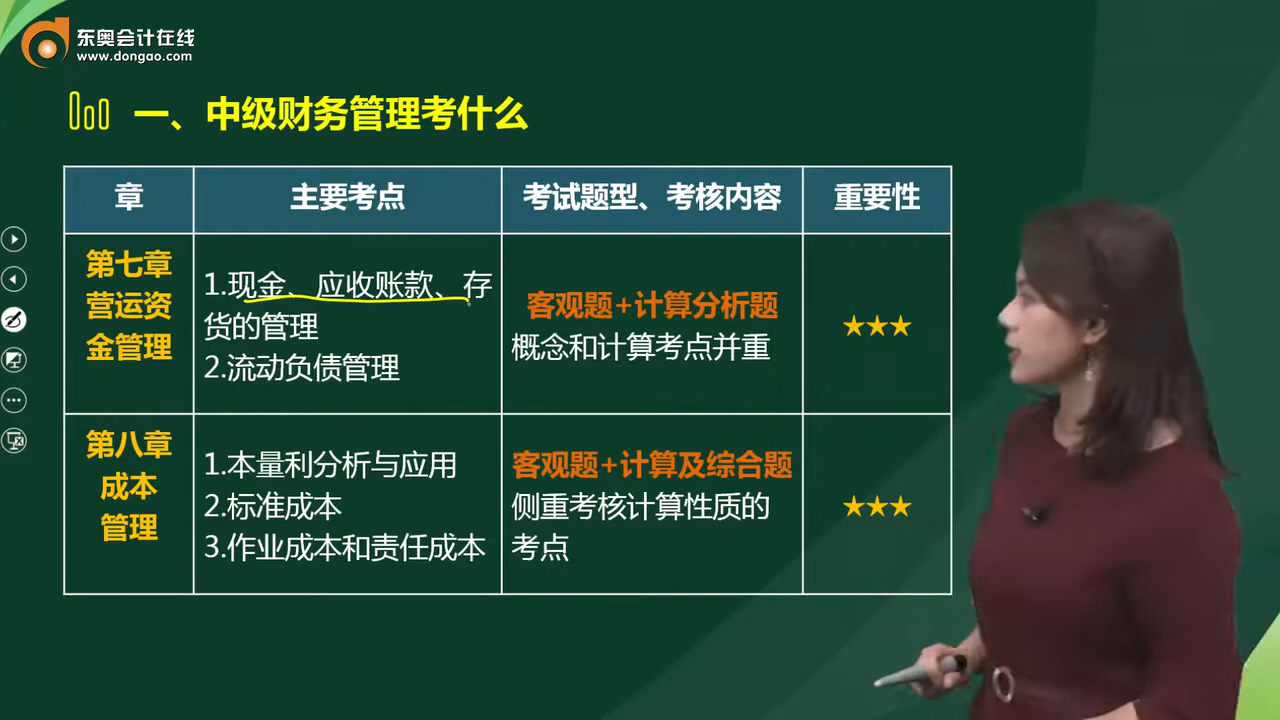 东奥会计在线
www.dongao.com
一、中级财务管理考什么
章
主要考点
考试题型、考核内容
重要性
第七章
营运资
金管理
1.现金、应收账款、存
货的管理
2.流动负债管理
客观题+计算分析题
概念和计算考点并重
★★★
第八章
成本
管理
1.本量利分析与应用
2.标准成本
3.作业成本和责任成本
客观题+计算及综合题
侧重考核计算性质的
考点
★★★